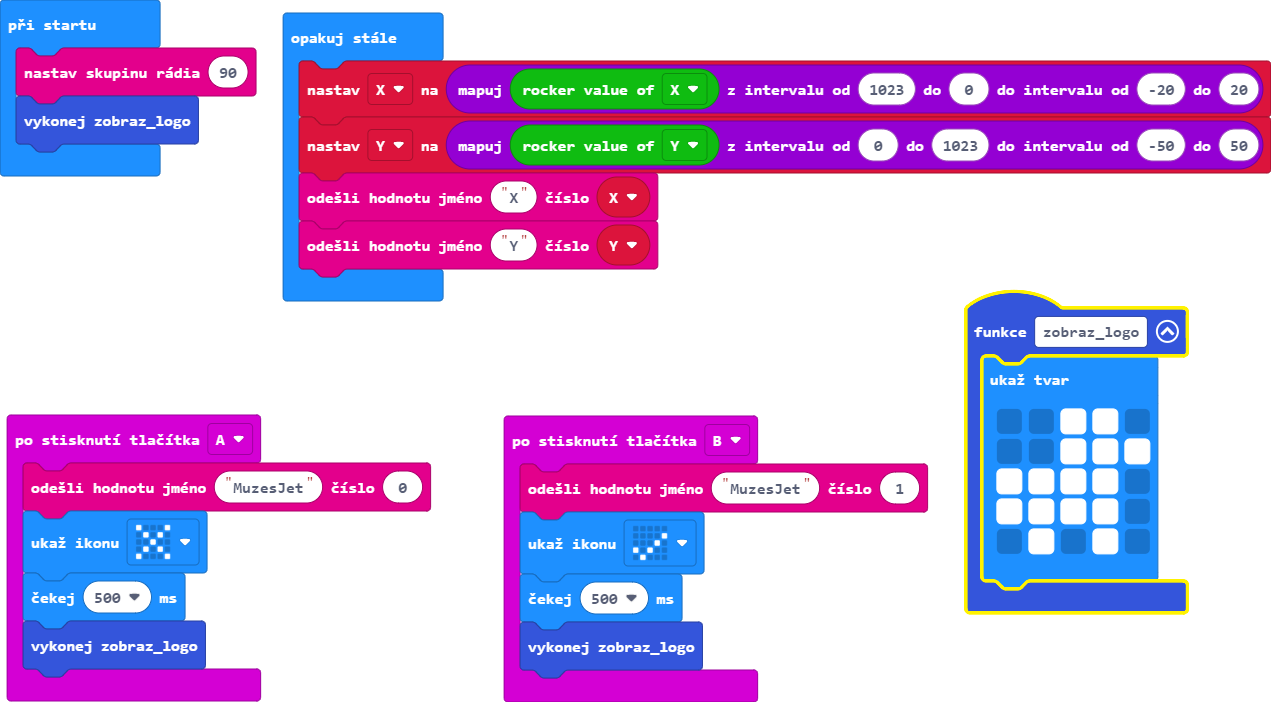 při startu
nastav skupinu rádia 90
vykonej zobraz_logo
opakuj stále
nastav X na mapuj rocker value of X z intervalu od 1023 do 0 do intervalu od -20 do 20
nastav Y na mapuj rocker value of Y z intervalu od 0 do 1023 do intervalu od -50 do 50
odešli hodnotu jméno "X" číslo X
odešli hodnotu jméno "Y" číslo Y
funkce zobraz_logo
ukaž tvar
po stisknutí tlačítka A
odešli hodnotu jméno "MuzesJet" číslo 0
ukaž ikonu
čekej 500 ms
vykonej zobraz_logo
po stisknutí tlačítka B
odešli hodnotu jméno "MuzesJet" číslo 1
ukaž ikonu
čekej 500 ms
vykonej zobraz_logo